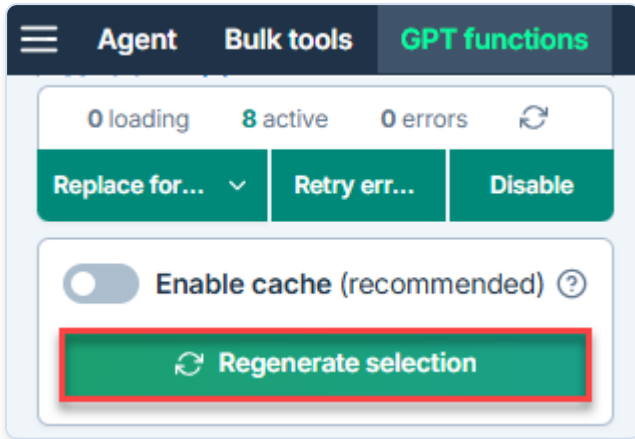 Agent Bulk tools GPT functions
0 loading 8 active 0 errors
Replace for... Retry err... Disable
Enable cache (recommended) ?
Regenerate selection